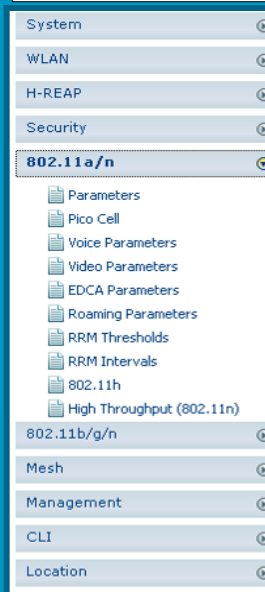 System
WLAN
H-REAP
Security
802.11a/n
Parameters
Pico Cell
Voice Parameters
Video Parameters
EDCA Parameters
Roaming Parameters
RRM Thresholds
RRM Intervals
802.11h
High Throughput (802.11n)
802.11b/g/n
Mesh
Management
CLI
Location